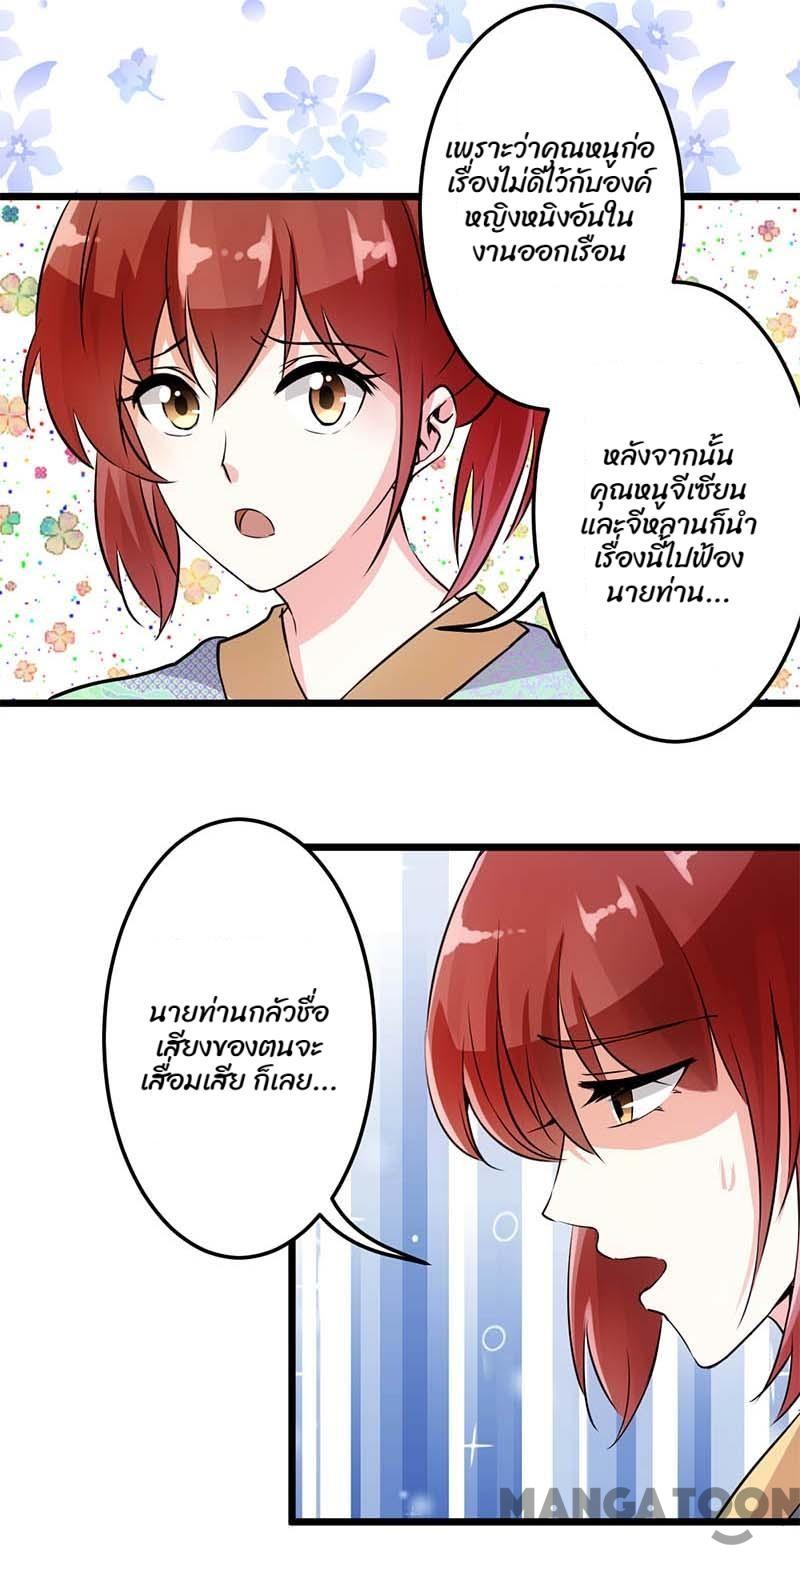 เพราะว่าคุณหนูก่อ
เรื่องไม่ดีไว้กับองค์
หญิงหนิงอันใน
งานออกเรือน
หลังจากนั้น
คุณหนูจีเซียน
และจีหลานก็นำ
เรื่องนี้ไปฟ้อง
นายท่าน...
นายท่านกลัวชื่อ
เสียงของตนจะ
เสื่อมเสีย ก็เลย...
MANGATOON